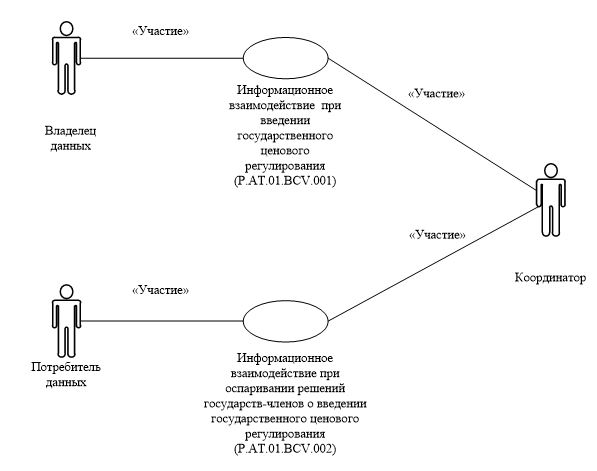 «Участие»
Владелец
данных
Информационное
взаимодействие при
введении
государственного
ценового
регулирования
(P.AT.01.BCV.001)
«Участие»
«Участие»
Координатор
«Участие»
Потребитель
данных
Информационное
взаимодействие при
оспаривании решений
государств-членов о введении
государственного ценового
регулирования
(P.AT.01.BCV.002)